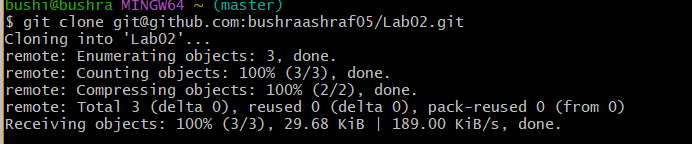 bushi@bushra MINGW64 ~ (master)
$ git clone git@github.com:bushraashraf05/Lab02.git
Cloning into 'Lab02'...
remote: Enumerating objects: 3, done.
remote: Counting objects: 100% (3/3), done.
remote: Compressing objects: 100% (2/2), done.
remote: Total 3 (delta 0), reused 0 (delta 0), pack-reused 0 (from 0)
Receiving objects: 100% (3/3), 29.68 KiB | 189.00 KiB/s, done.